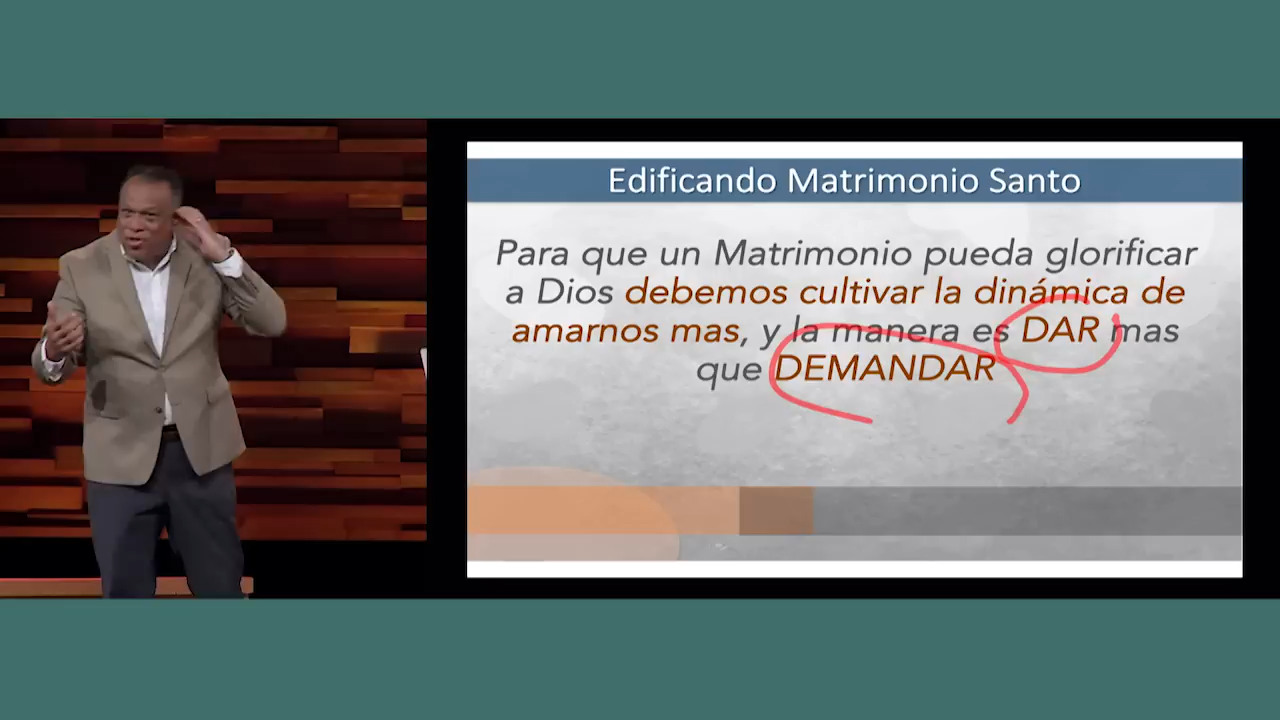 Edificando Matrimonio Santo
Para que un Matrimonio pueda glorificar
a Dios debemos cultivar la dinámica de
amarnos mas, y la manera es DAR mas
que DEMANDAR